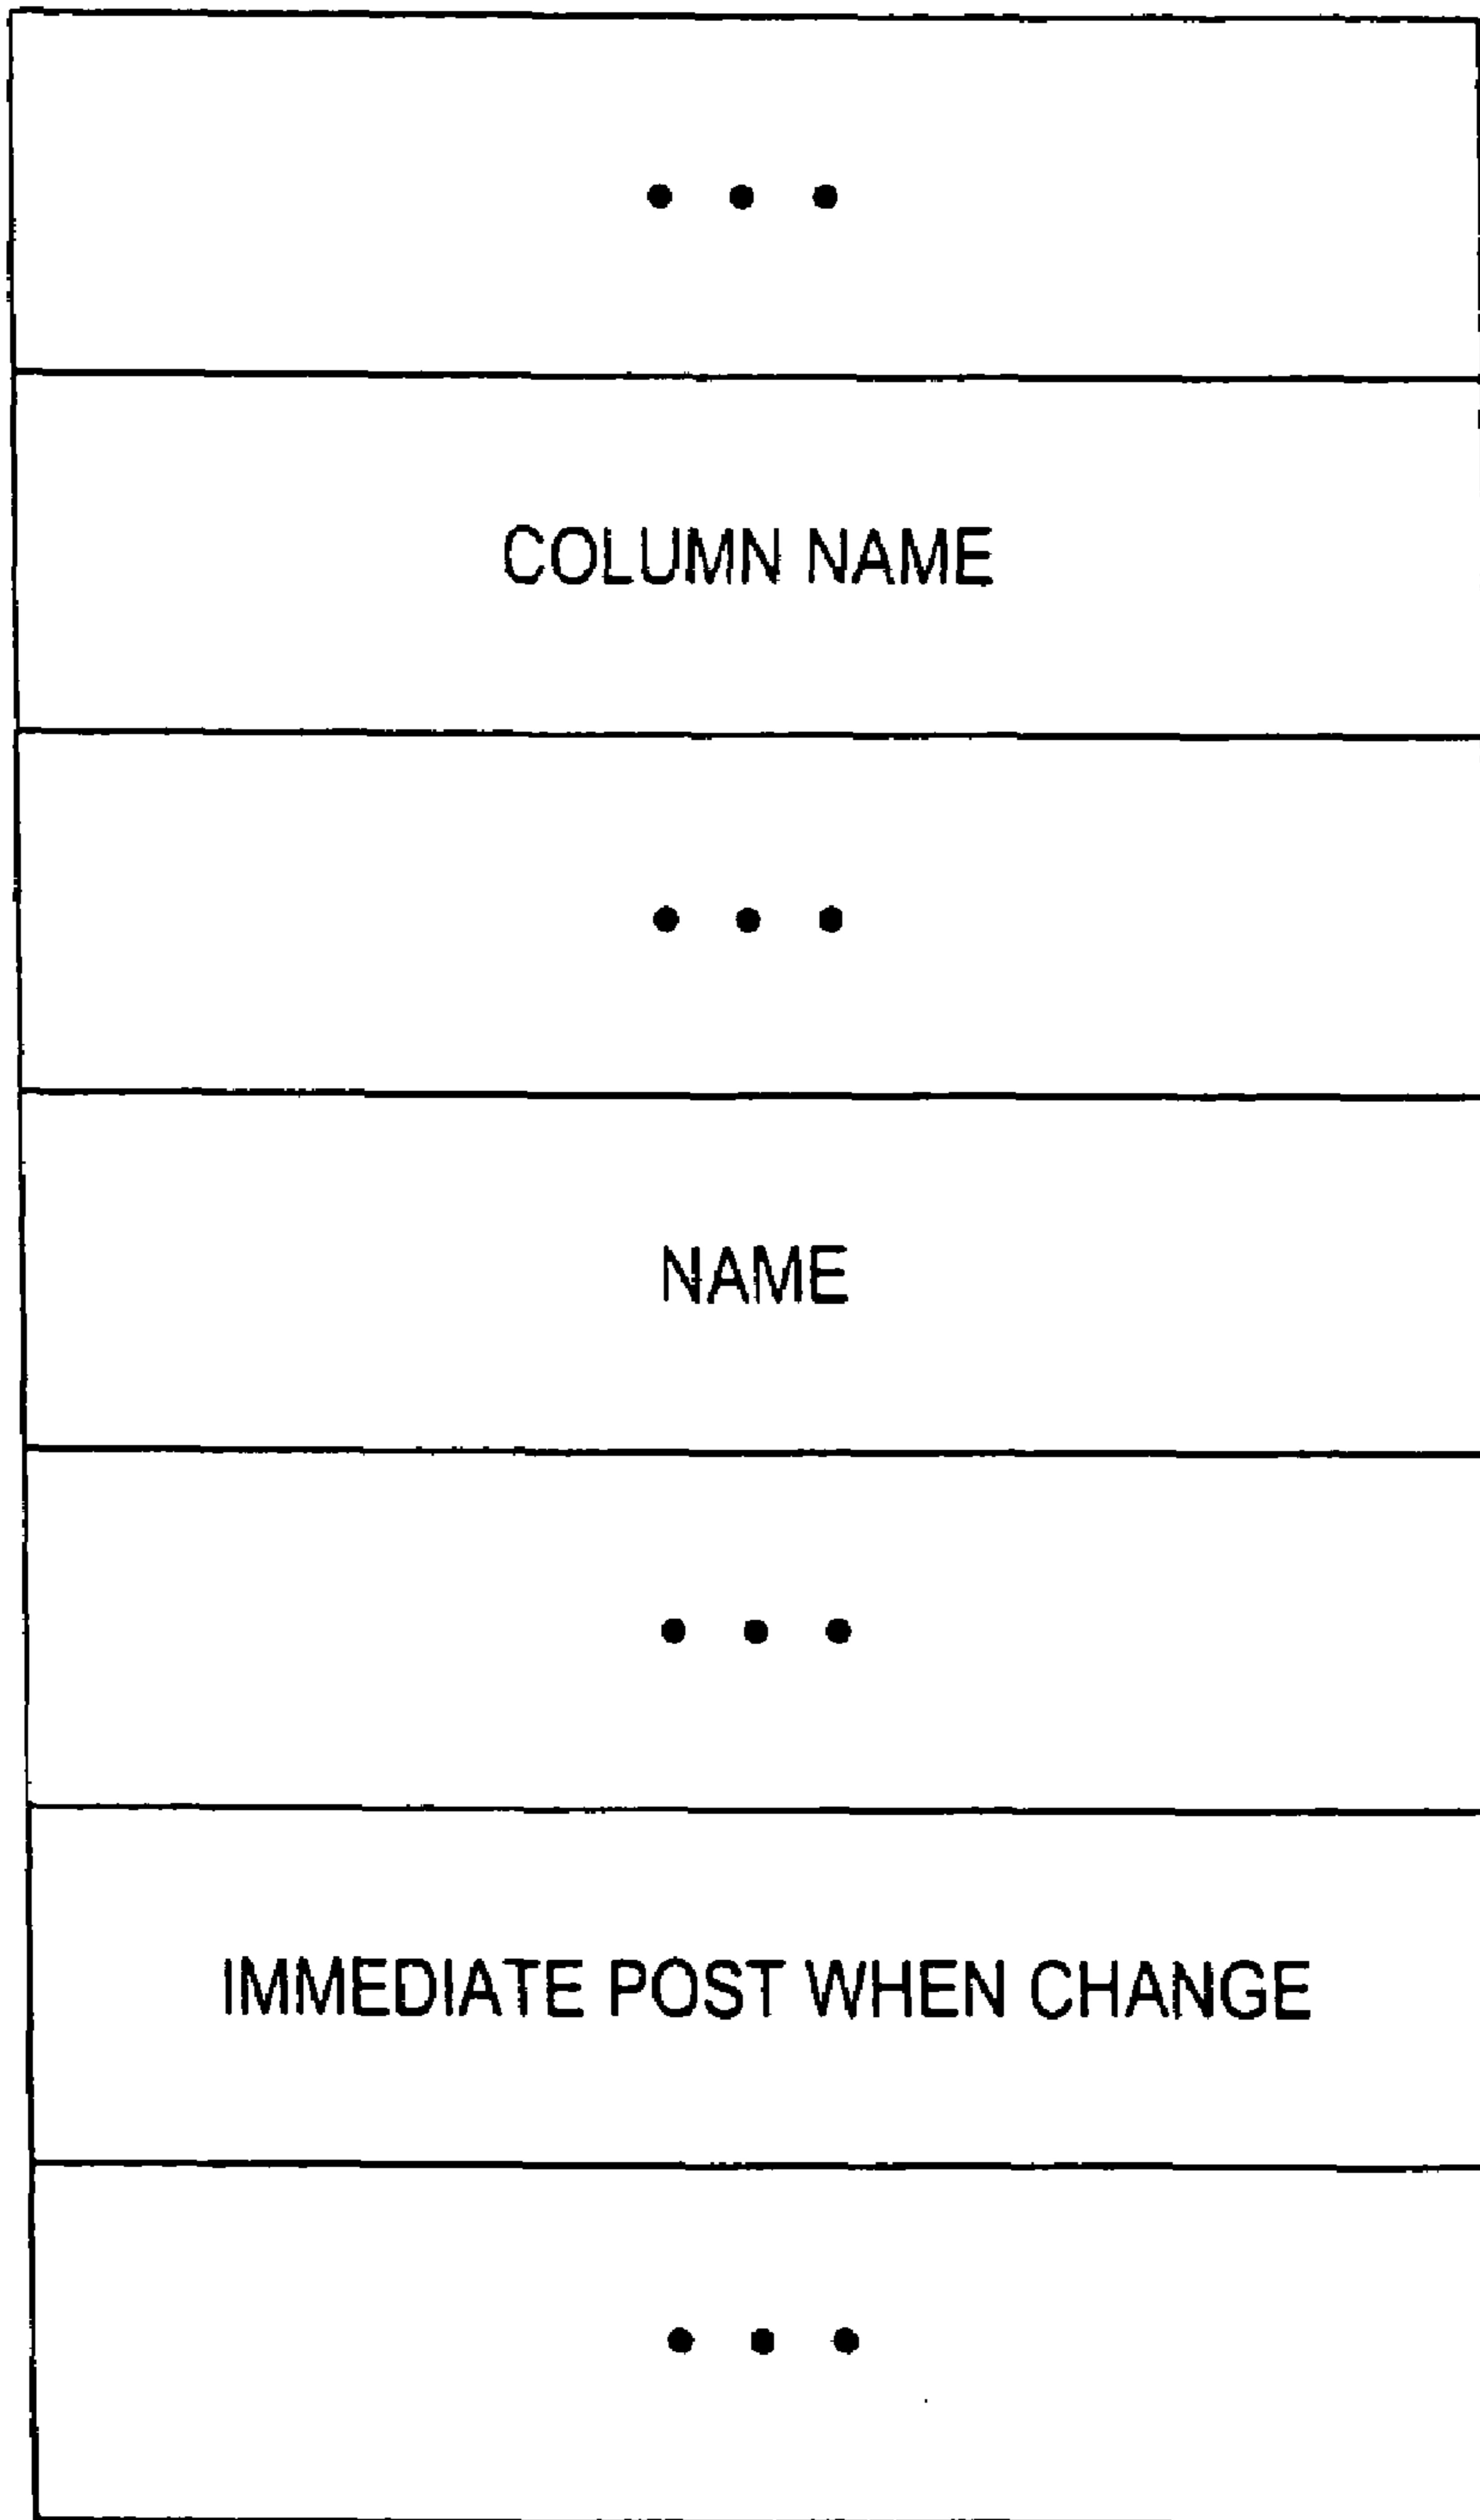 • • •
COLUMN NAME
• • •
NAME
• • •
IMMEDIATE POST WHEN CHANGE
• • •